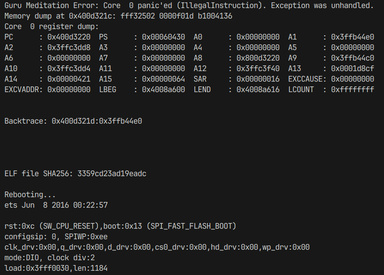 Guru Meditation Error: Core  0 panic'ed (IllegalInstruction). Exception was unhandled.
Memory dump at 0x400d321c: fff32502 0000f01d b1004136
Core  0 register dump:
PC      : 0x400d3220  PS      : 0x00060430  A0      : 0x00000000  A1      : 0x3ffb44e0
A2      : 0x3ffc3dd8  A3      : 0x00000000  A4      : 0x00000000  A5      : 0x00000000
A6      : 0x00000000  A7      : 0x00000000  A8      : 0x800d3220  A9      : 0x3ffb44c0
A10     : 0x3ffc3dd4  A11     : 0x00000000  A12     : 0x3ffc3f40  A13     : 0x0001d8cf
A14     : 0x00000421  A15     : 0x00000064  SAR     : 0x00000016  EXCCAUSE: 0x00000000
EXCVADDR: 0x00000000  LBEG    : 0x4008a600  LEND    : 0x4008a616  LCOUNT  : 0xffffffff
Backtrace: 0x400d321d:0x3ffb44e0
ELF file SHA256: 3359cd23ad19eadc
Rebooting...
ets Jun  8 2016 00:22:57
rst:0xc (SW_CPU_RESET),boot:0x13 (SPI_FAST_FLASH_BOOT)
configsip: 0, SPIWP:0xee
clk_drv:0x00,q_drv:0x00,d_drv:0x00,cs0_drv:0x00,hd_drv:0x00,wp_drv:0x00
mode:DIO, clock div:2
load:0x3fff0030,len:1184